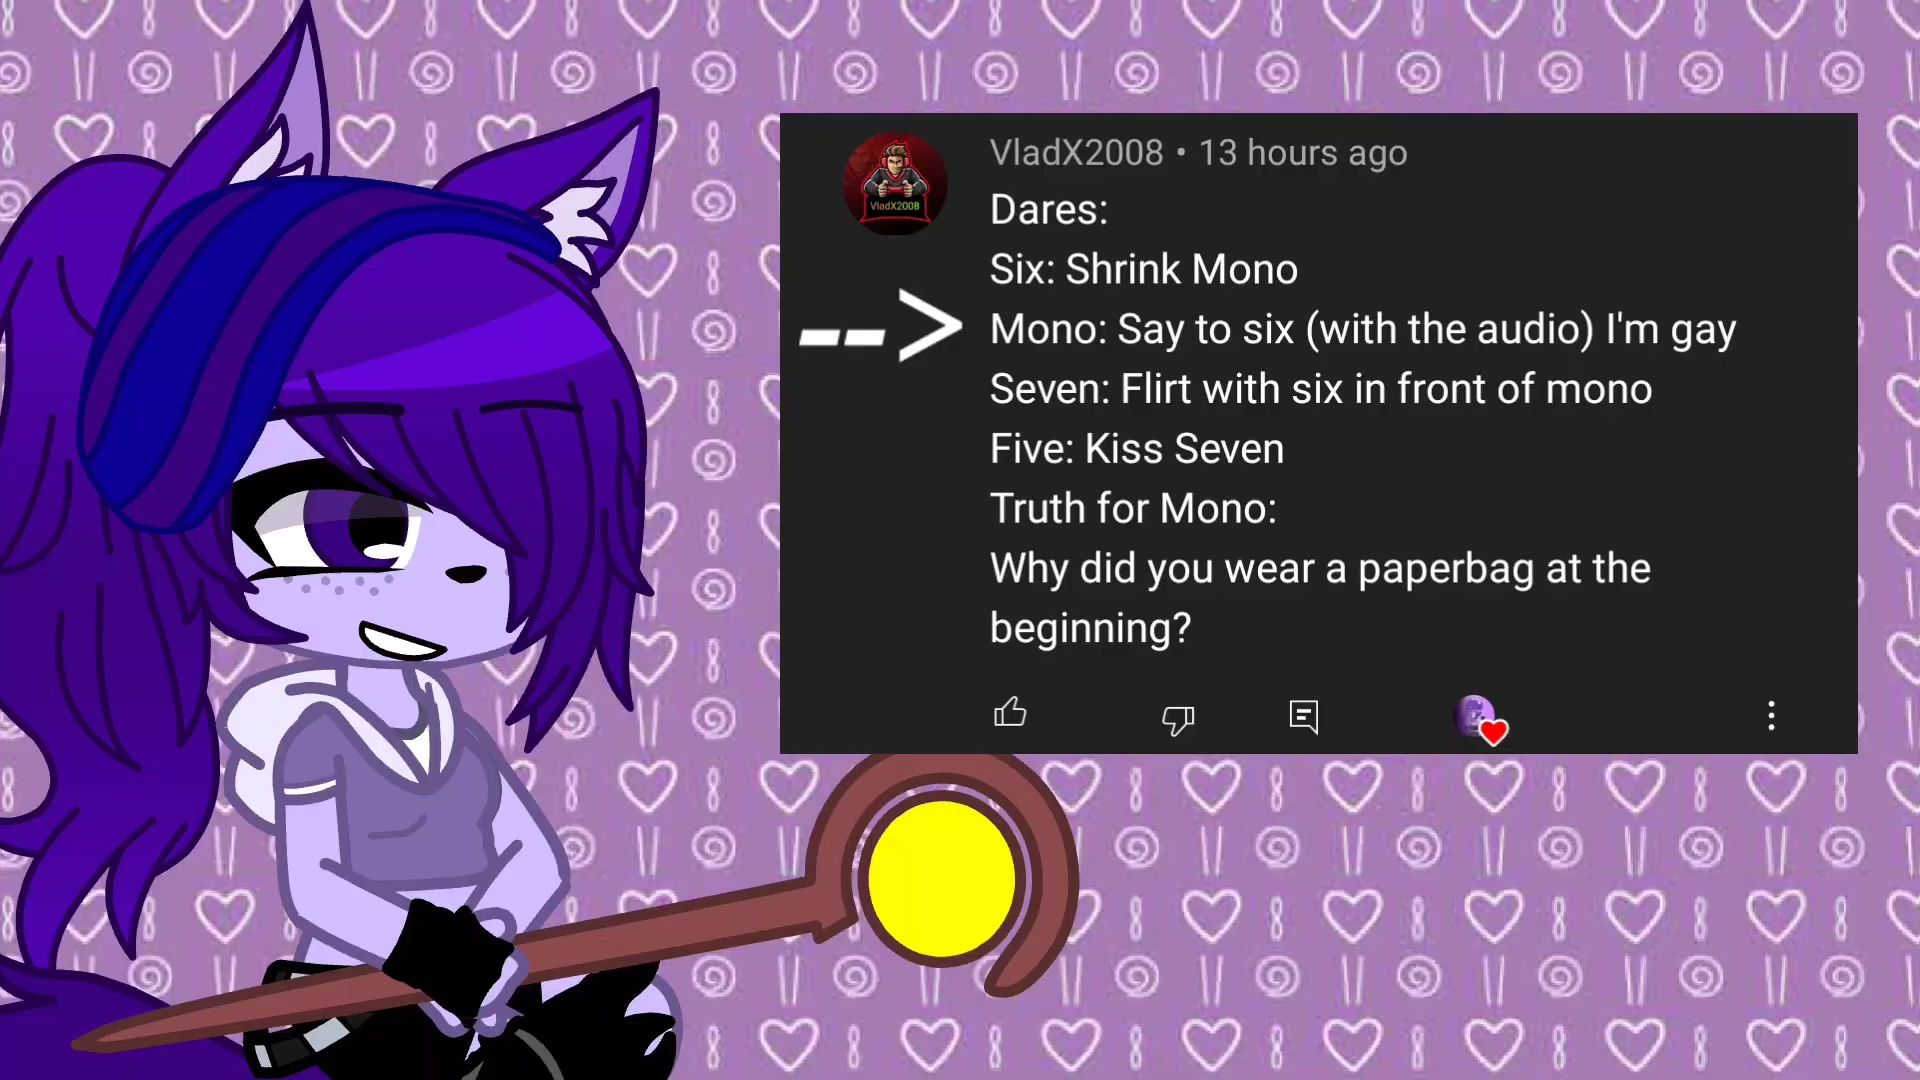 VladX2008 • 13 hours ago
VladX2008
Dares:
Six: Shrink Mono
--> Mono: Say to six (with the audio) I'm gay
Seven: Flirt with six in front of mono
Five: Kiss Seven
Truth for Mono:
Why did you wear a paperbag at the
beginning?